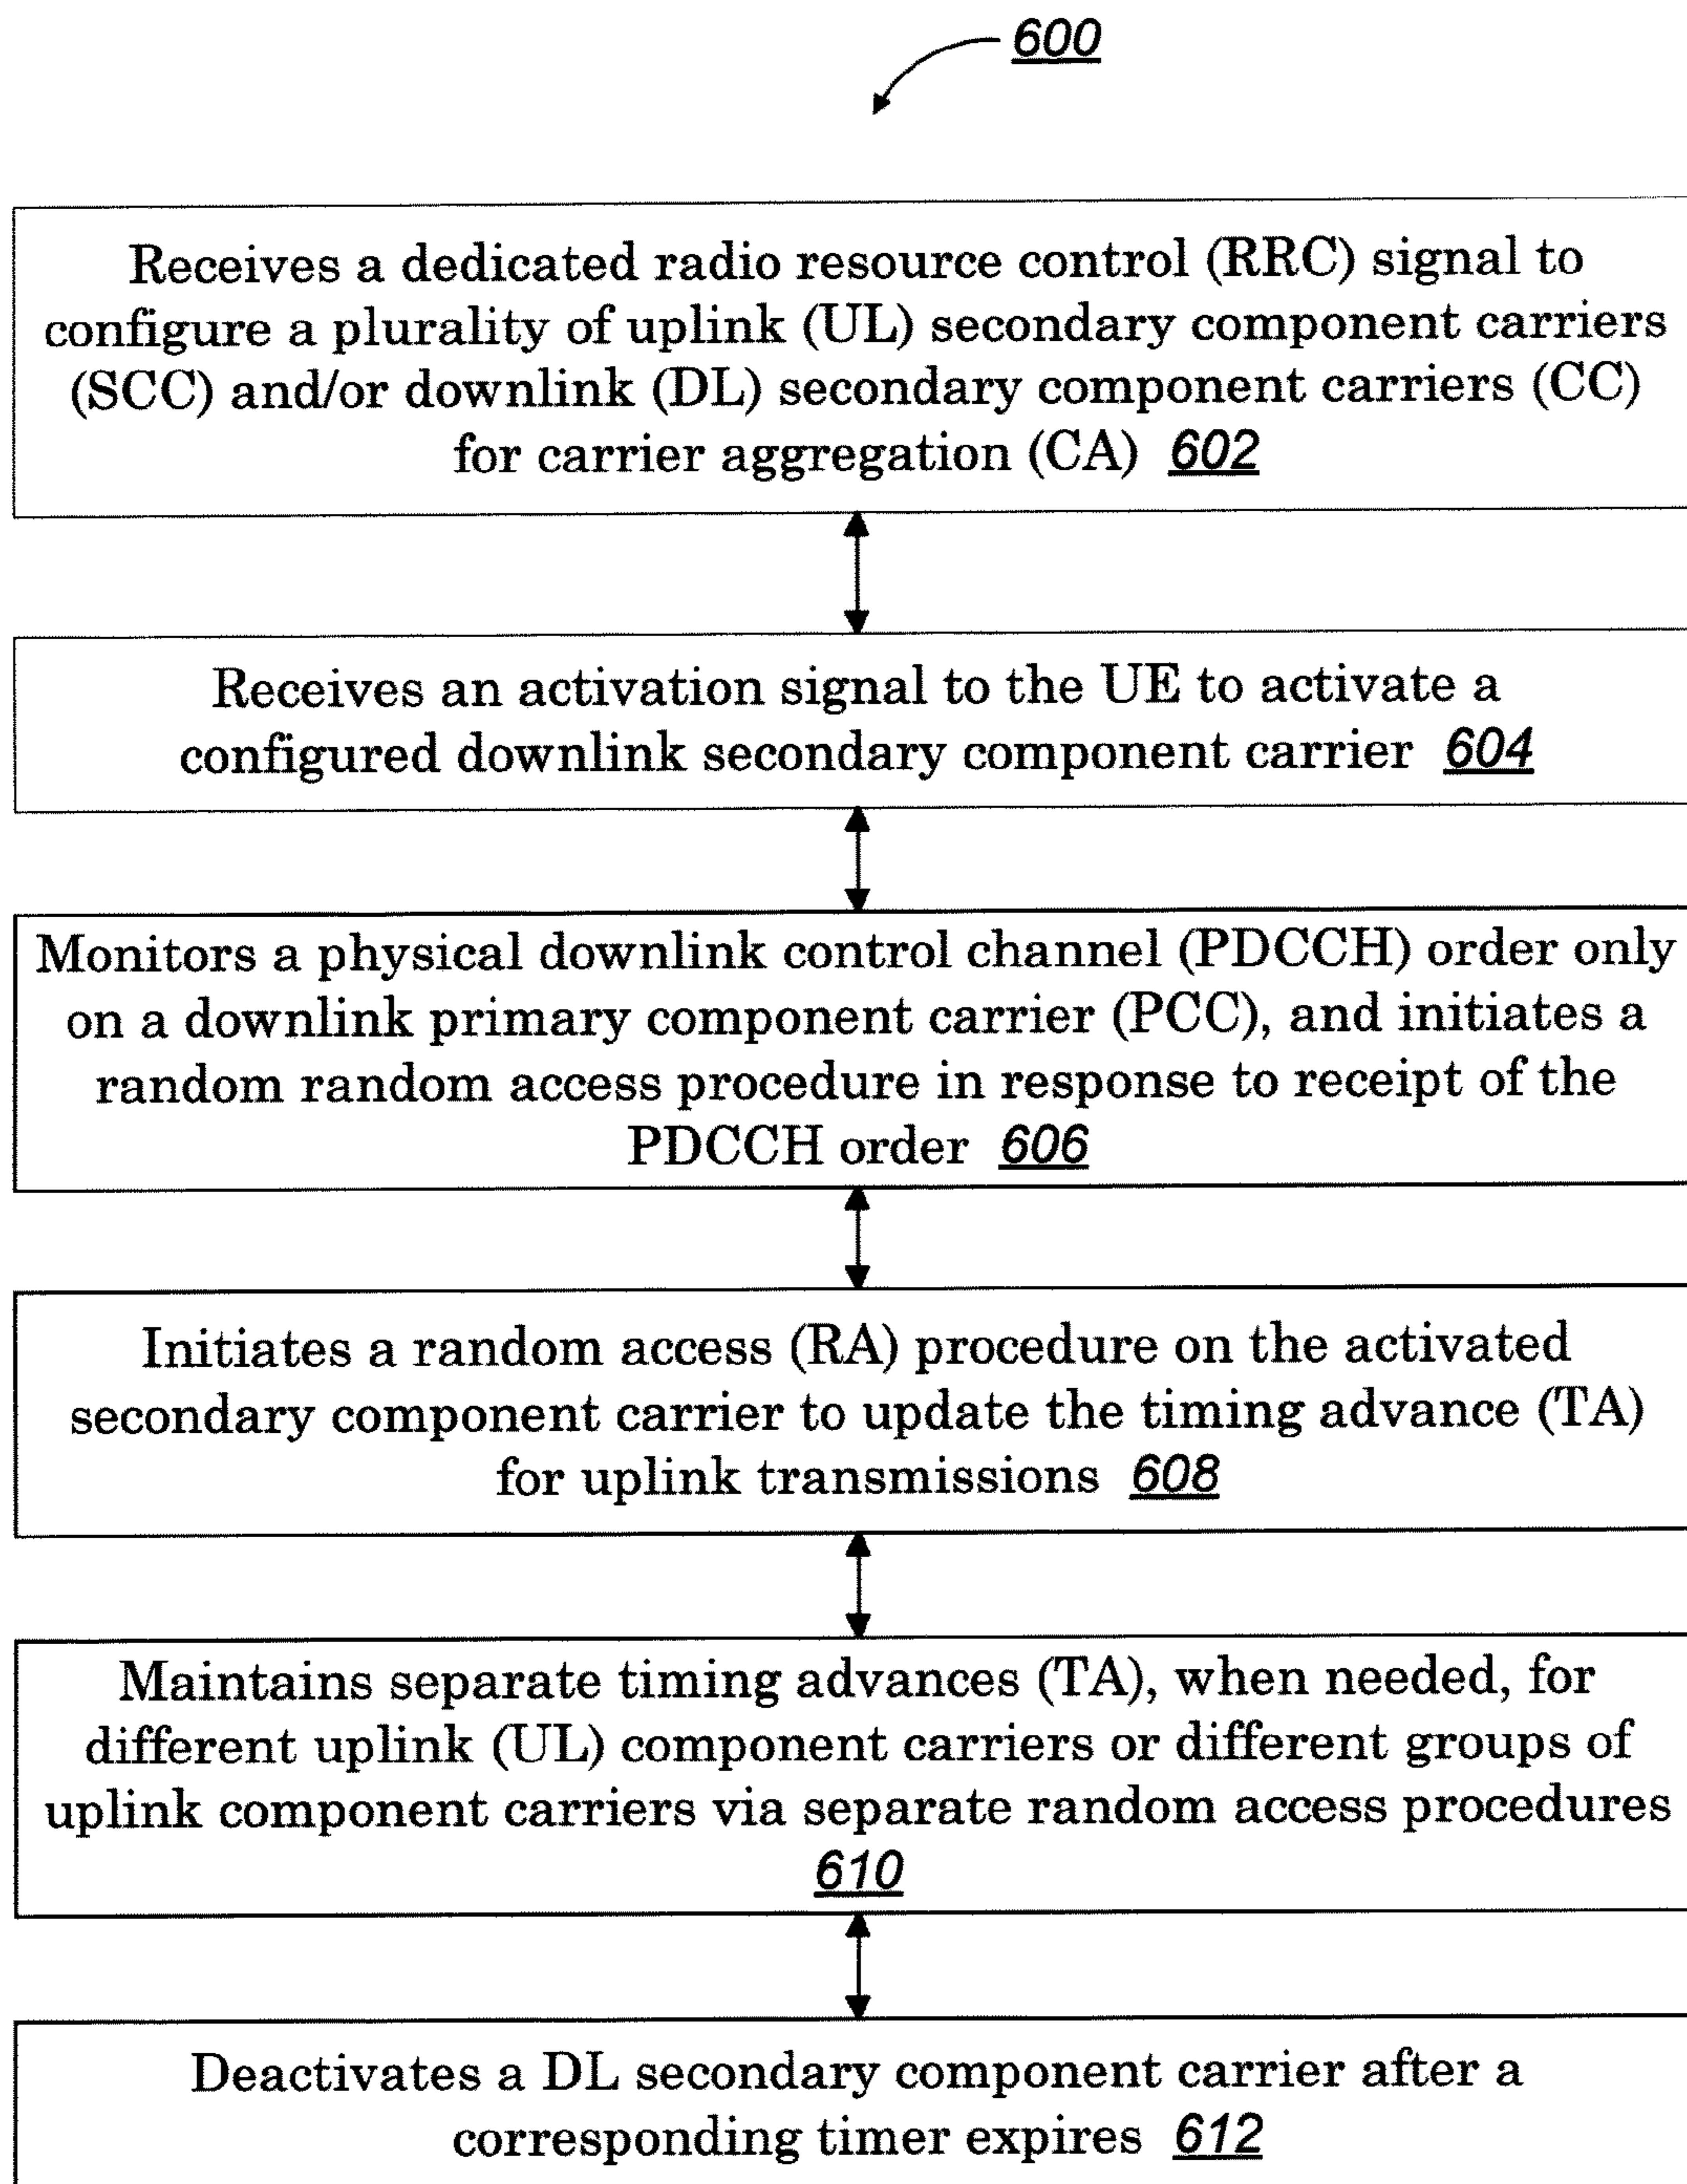 600
Receives a dedicated radio resource control (RRC) signal to
configure a plurality of uplink (UL) secondary component carriers
(SCC) and/or downlink (DL) secondary component carriers (CC)
for carrier aggregation (CA) 602
Receives an activation signal to the UE to activate a
configured downlink secondary component carrier 604
Monitors a physical downlink control channel (PDCCH) order only
on a downlink primary component carrier (PCC), and initiates a
random random access procedure in response to receipt of the
PDCCH order 606
Initiates a random access (RA) procedure on the activated
secondary component carrier to update the timing advance (TA)
for uplink transmissions 608
Maintains separate timing advances (TA), when needed, for
different uplink (UL) component carriers or different groups of
uplink component carriers via separate random access procedures
610
Deactivates a DL secondary component carrier after a
corresponding timer expires 612